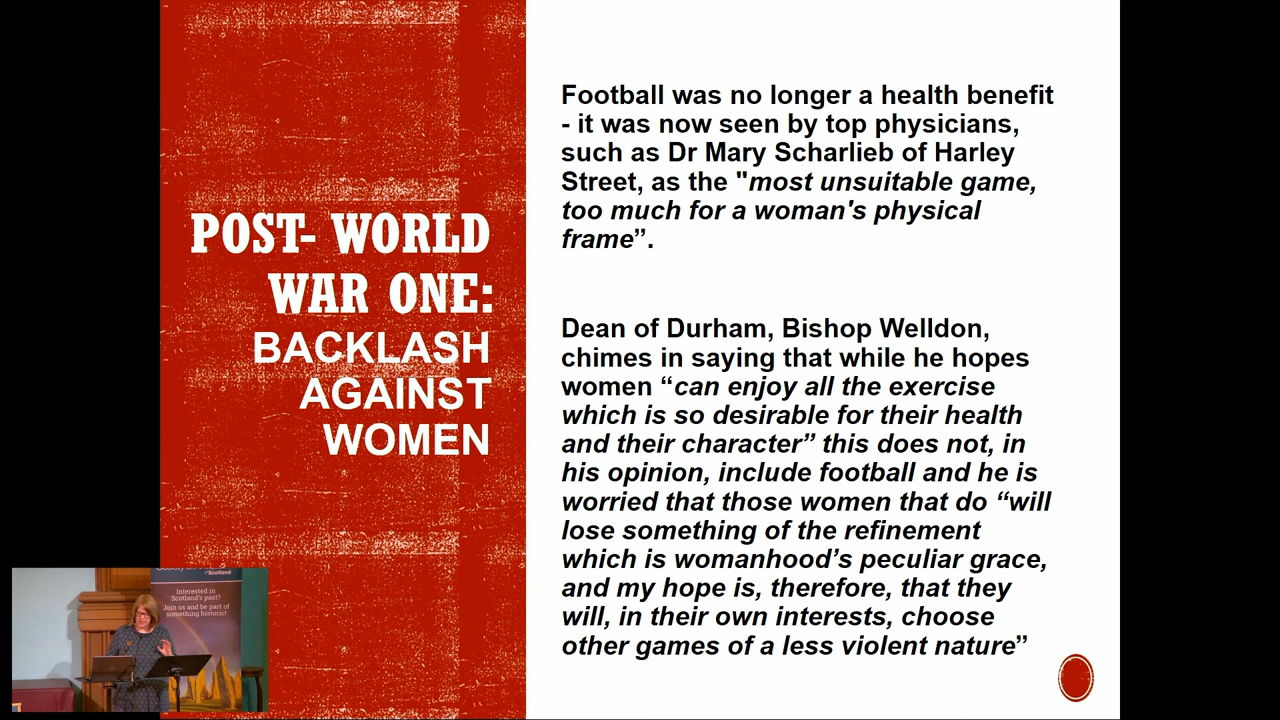 POST- WORLD
WAR ONE:
BACKLASH
AGAINST
WOMEN
Football was no longer a health benefit
- it was now seen by top physicians,
such as Dr Mary Scharlieb of Harley
Street, as the "most unsuitable game,
too much for a woman's physical
frame”.
Dean of Durham, Bishop Welldon,
chimes in saying that while he hopes
women “can enjoy all the exercise
which is so desirable for their health
and their character” this does not, in
his opinion, include football and he is
worried that those women that do “will
lose something of the refinement
which is womanhood’s peculiar grace,
and my hope is, therefore, that they
will, in their own interests, choose
other games of a less violent nature”
of Scotland
Interested in
Scotland's past?
Join us and be part of
something historic!